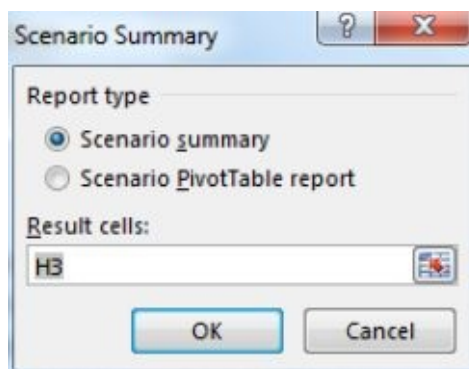 Scenario Summary
?
X
Report type
Scenario summary
Scenario PivotTable report
Result cells:
H3
OK
Cancel